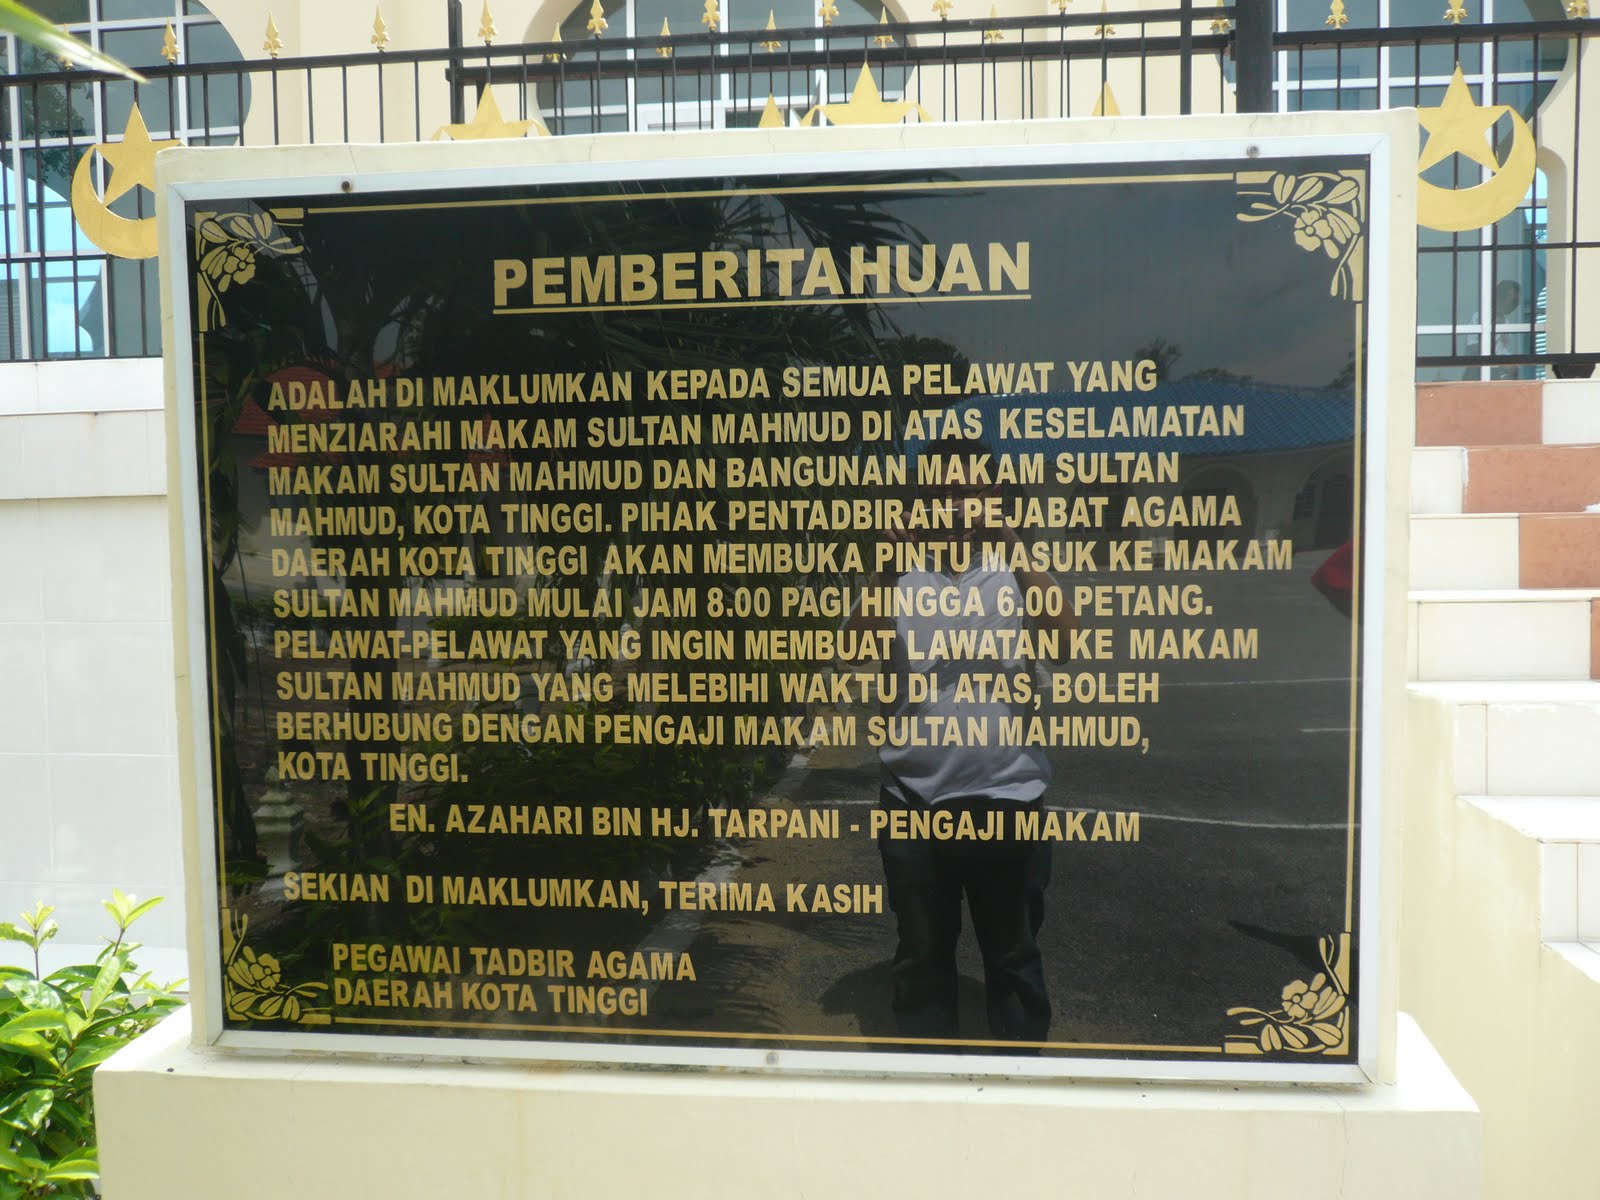 PEMBERITAHUAN
ADALAH DI MAKLUMKAN KEPADA SEMUA PELAWAT YANG
MENZIARAHI MAKAM SULTAN MAHMUD DI ATAS KESELAMATAN
MAKAM SULTAN MAHMUD DAN BANGUNAN MAKAM SULTAN
MAHMUD, KOTA TINGGI. PIHAK PENTADBIRAN PEJABAT AGAMA
DAERAH KOTA TINGGI AKAN MEMBUKA PINTU MASUK KE MAKAM
SULTAN MAHMUD MULAI JAM 8.00 PAGI HINGGA 6.00 PETANG.
PELAWAT-PELAWAT YANG INGIN MEMBUAT LAWATAN KE MAKAM
SULTAN MAHMUD YANG MELEBIHI WAKTU DI ATAS, BOLEH
BERHUBUNG DENGAN PENGAJI MAKAM SULTAN MAHMUD,
KOTA TINGGI.
EN. AZAHARI BIN HJ. TARPANI - PENGAJI MAKAM
SEKIAN DI MAKLUMKAN, TERIMA KASIH
PEGAWAI TADBIR AGAMA
DAERAH KOTA TINGGI